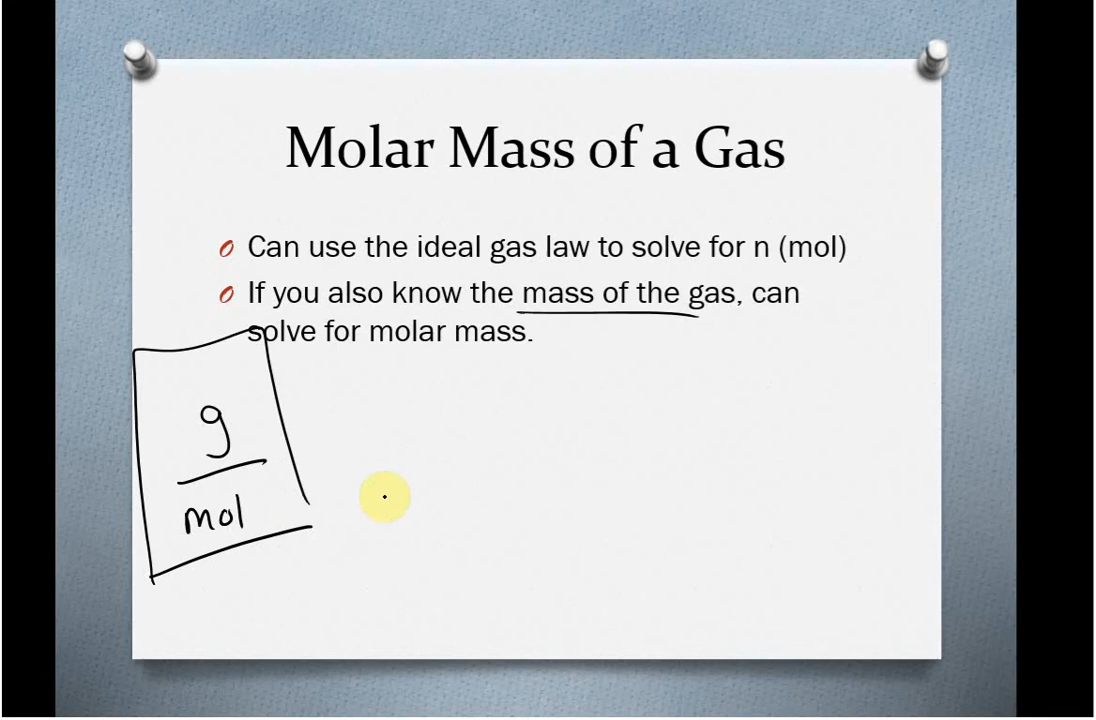 Molar Mass of a Gas
Can use the ideal gas law to solve for n (mol)
If you also know the mass of the gas, can
solve for molar mass.
g
mol